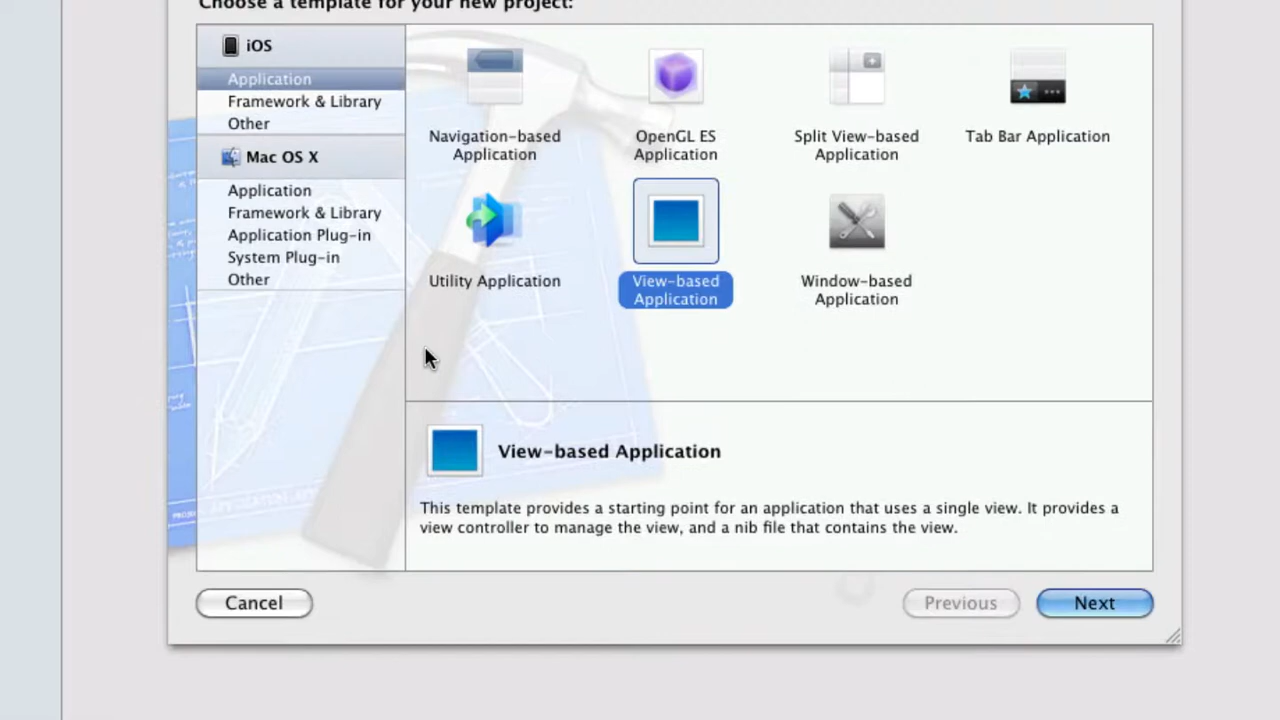 Choose a template for your new project:
iOS
Application
Framework & Library
Other
Mac OS X
Application
Framework & Library
Application Plug-in
System Plug-in
Other
Navigation-based
Application
OpenGL ES
Application
Split View-based
Application
Tab Bar Application
Utility Application
View-based
Application
Window-based
Application
View-based Application
This template provides a starting point for an application that uses a single view. It provides a
view controller to manage the view, and a nib file that contains the view.
Cancel
Previous
Next